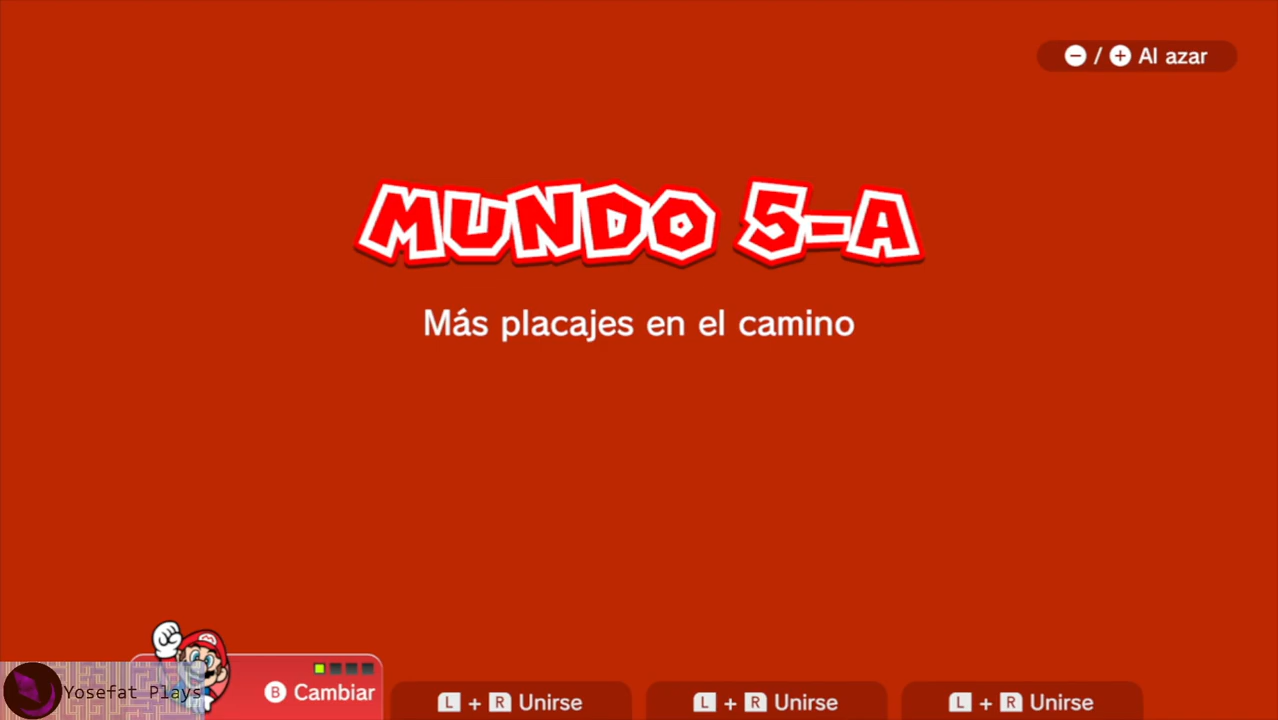 − / + Al azar
MUNDO 5-A
Más placajes en el camino
B Cambiar
L + R Unirse
L + R Unirse
L + R Unirse
Yosefat Plays